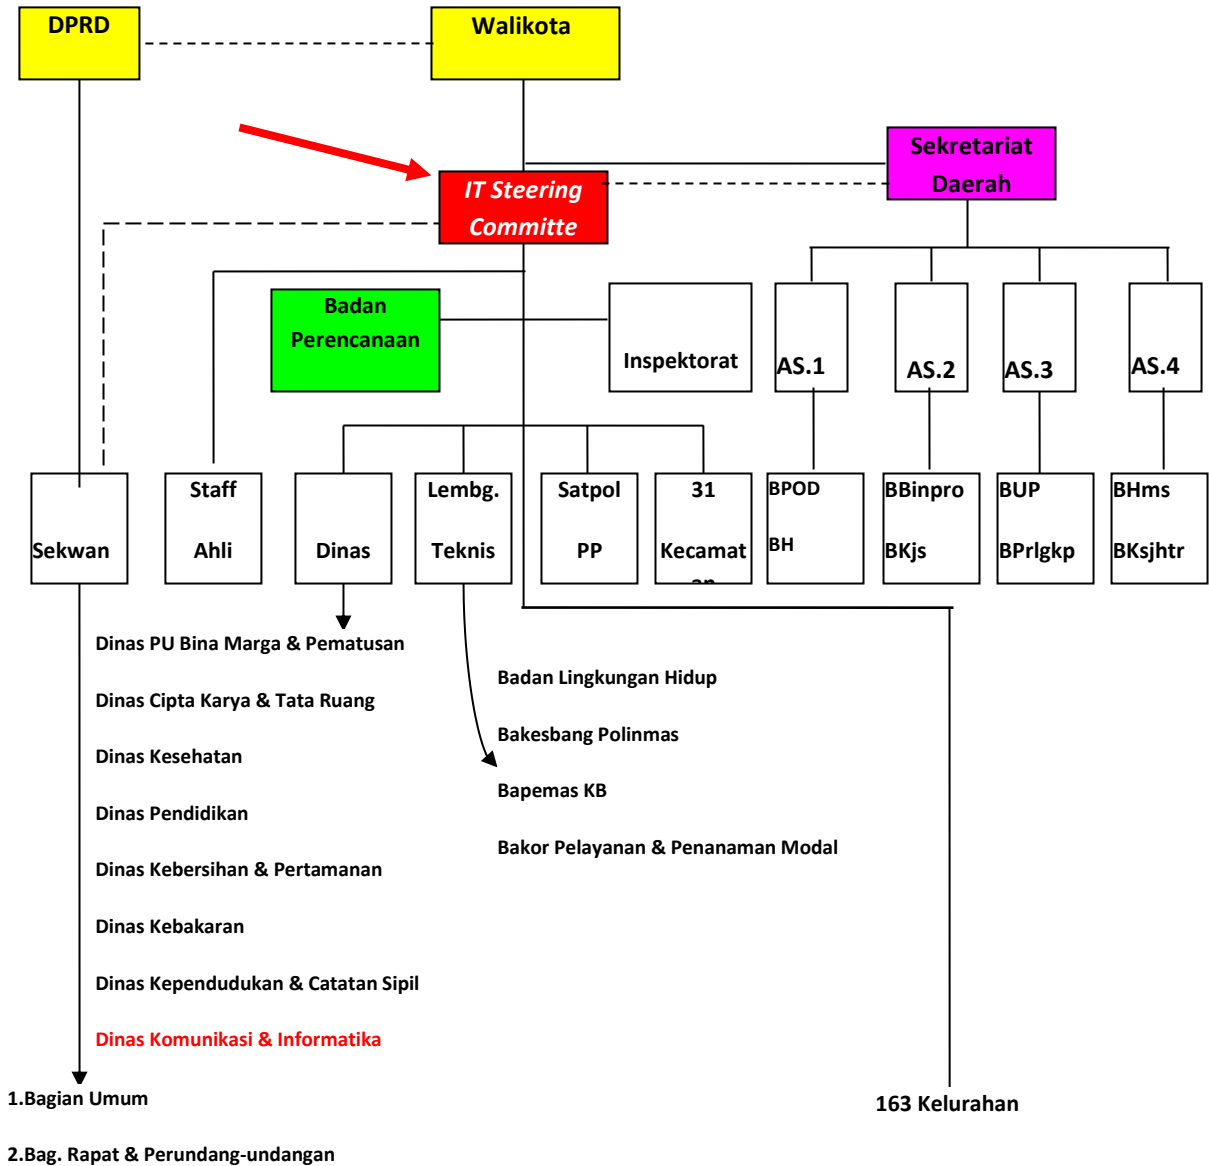 DPRD
Walikota
Sekretariat
Daerah
IT Steering
Committe
Badan
Perencanaan
Inspektorat
AS.1
AS.2
AS.3
AS.4
Sekwan
Staff
Ahli
Dinas
Lembg.
Teknis
Satpol
PP
31
Kecamat
an
BPOD
BH
BBinpro
BKjs
BUP
BPrlgkp
BHms
BKsjhtr
Dinas PU Bina Marga & Pematusan
Dinas Cipta Karya & Tata Ruang
Dinas Kesehatan
Dinas Pendidikan
Dinas Kebersihan & Pertamanan
Dinas Kebakaran
Dinas Kependudukan & Catatan Sipil
Dinas Komunikasi & Informatika
Badan Lingkungan Hidup
Bakesbang Polinmas
Bapemas KB
Bakor Pelayanan & Penanaman Modal
1.Bagian Umum
2.Bag. Rapat & Perundang-undangan
163 Kelurahan